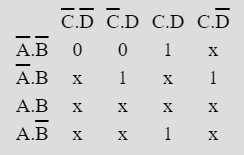 C̅.D̅ C̅.D C.D C.D̅
A̅.B̅ 0 0 1 x
A̅.B x 1 x 1
A.B x x x x
A.B̅ x x 1 x